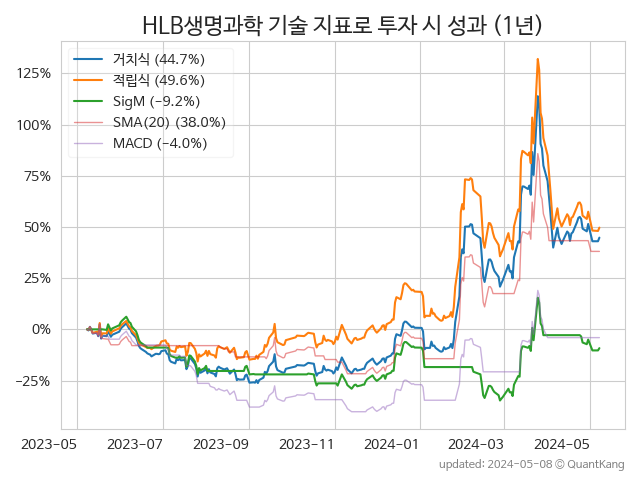 HLB생명과학 기술 지표로 투자 시 성과 (1년)
거치식 (44.7%)
적립식 (49.6%)
SigM (−9.2%)
SMA(20) (38.0%)
MACD (−4.0%)
125%
100%
75%
50%
25%
0%
−25%
2023-05 2023-07 2023-09 2023-11 2024-01 2024-03 2024-05
updated: 2024-05-08 © QuantKang